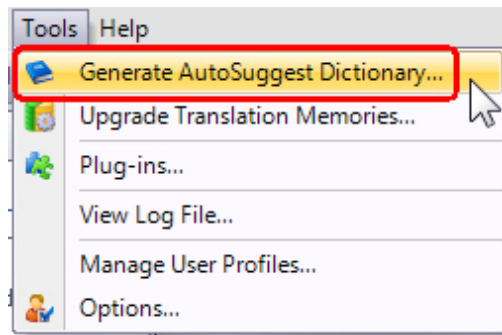 Tools Help
Generate AutoSuggest Dictionary...
Upgrade Translation Memories...
Plug-ins...
View Log File...
Manage User Profiles...
Options...